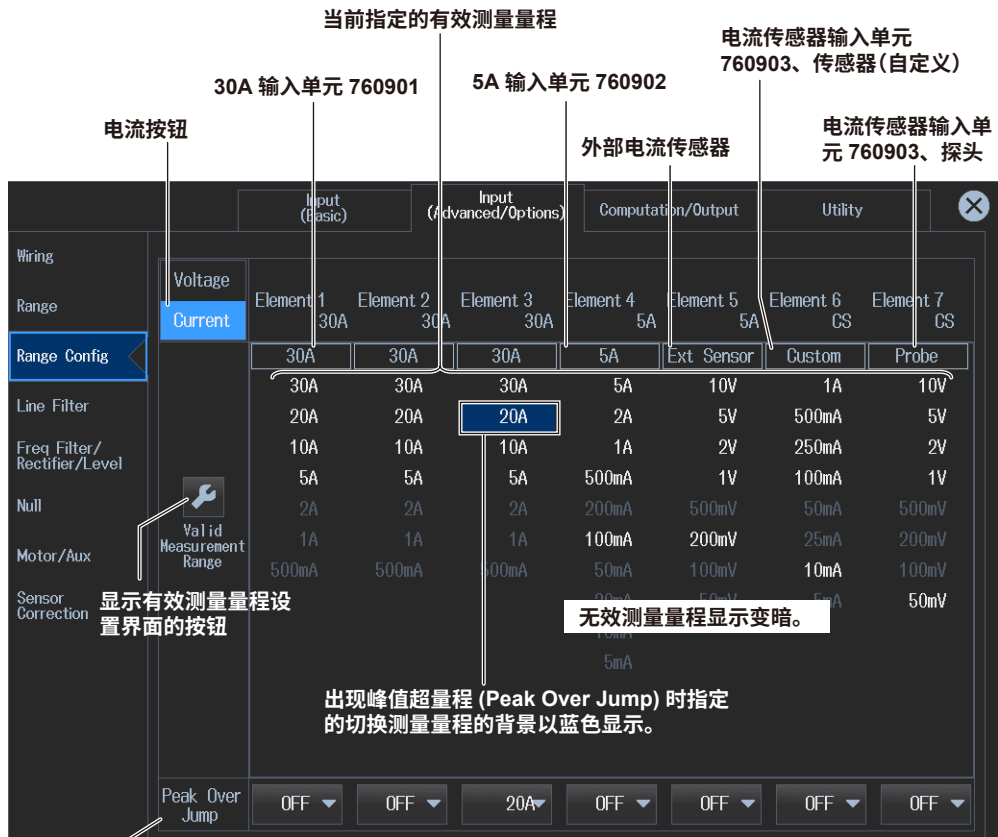 当前指定的有效测量量程
电流传感器输入单元
760903、传感器（自定义）
30A 输入单元 760901
5A 输入单元 760902
电流按钮
外部电流传感器
电流传感器输入单
元 760903、探头
Input
(Basic)
Input
(Advanced/Options)
Computation/Output
Utility
Wiring
Range
Range Config
Line Filter
Freq Filter/
Rectifier/Level
Null
Motor/Aux
Sensor
Correction
Voltage
Current
Element 1 Element 2 Element 3 Element 4 Element 5 Element 6 Element 7
30A 30A 30A 5A 5A CS CS
30A 30A 30A 5A Ext Sensor Custom Probe
30A 30A 30A 5A 10V 1A 10V
20A 20A 20A 2A 5V 500mA 5V
10A 10A 10A 1A 2V 250mA 2V
5A 5A 5A 500mA 1V 100mA 1V
2A 2A 2A 200mA 500mV 50mA 500mV
1A 1A 1A 100mA 200mV 25mA 200mV
500mA 500mA 500mA 50mA 100mV 10mA 100mV
50mV
5mA
Valid
Measurement
Range
显示有效测量量程设
置界面的按钮
无效测量量程显示变暗。
出现峰值超量程 (Peak Over Jump) 时指定
的切换测量量程的背景以蓝色显示。
Peak Over
Jump
OFF OFF 20A OFF OFF OFF OFF